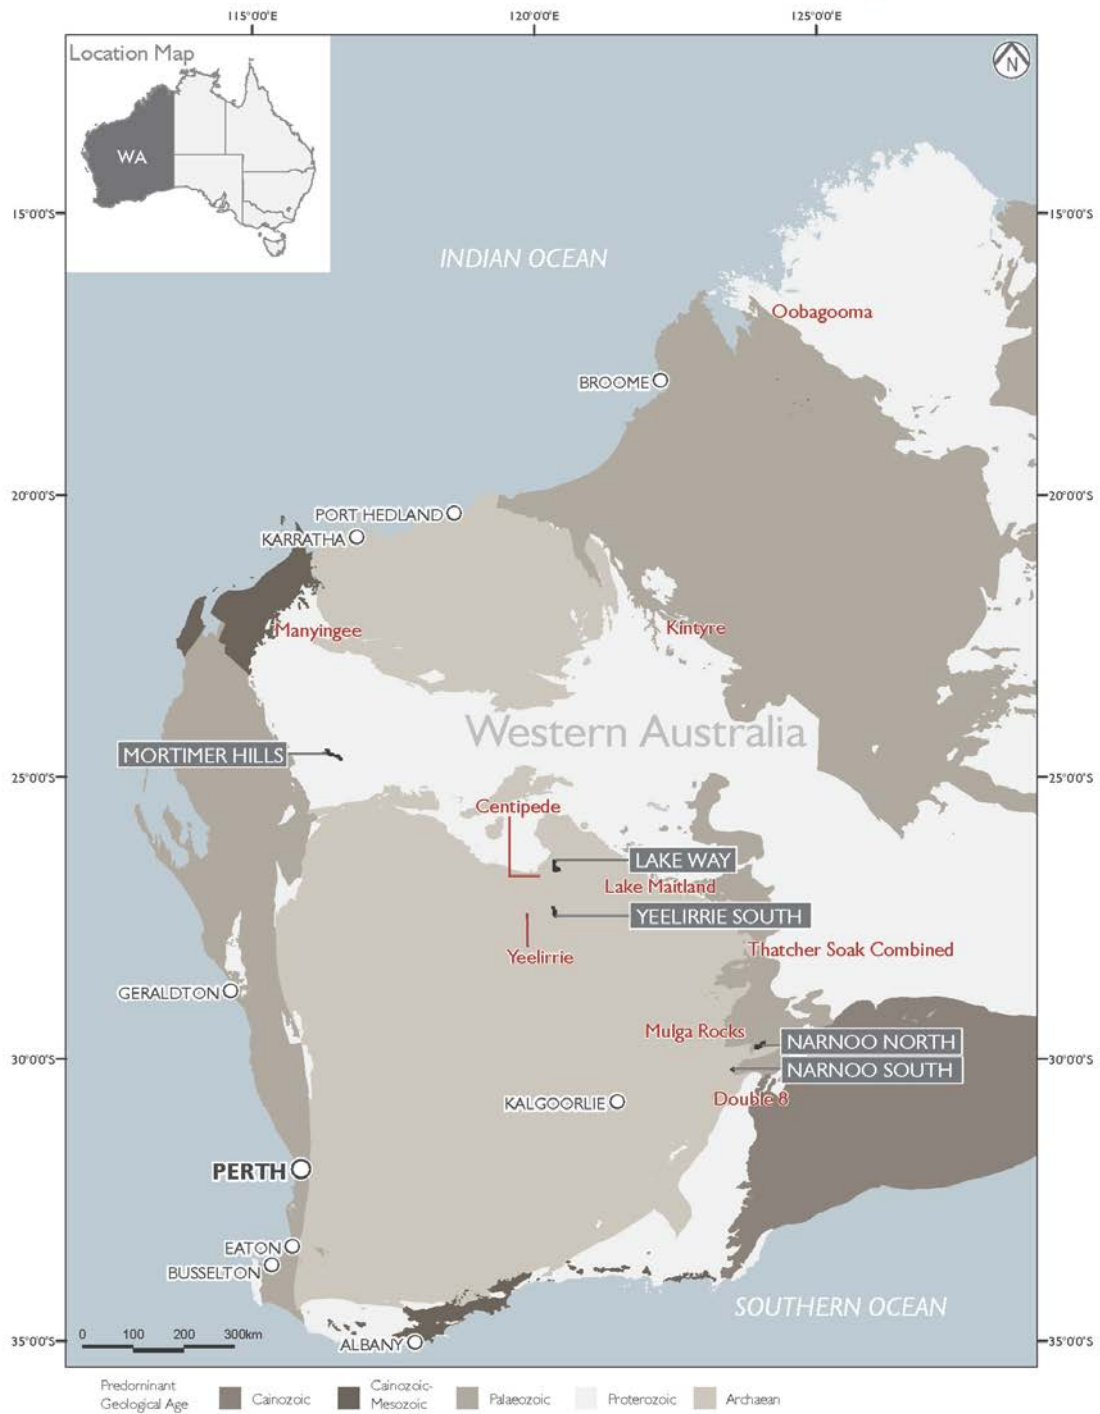 115°0'0"E
120°0'0"E
125°0'0"E
Location Map
N
WA
15°0'0"S
15°0'0"S
INDIAN OCEAN
Oobagooma
BROOME
20°0'0"S
20°0'0"S
PORT HEDLAND
KARRATHA
Manyingee
Kintyre
Western Australia
MORTIMER HILLS
25°0'0"S
25°0'0"S
Centipede
LAKE WAY
Lake Maitland
YEELIRRIE SOUTH
Yeelirrie
Thatcher Soak Combined
GERALDTON
Mulga Rocks
NARNOO NORTH
30°0'0"S
30°0'0"S
NARNOO SOUTH
Double 8
KALGOORLIE
PERTH
EATON
BUSSELTON
SOUTHERN OCEAN
0 100 200 300km
ALBANY
35°0'0"S
35°0'0"S
Predominant
Geological Age
Cainozoic
Cainozoic-
Mesozoic
Palaeozoic
Proterozoic
Archaean